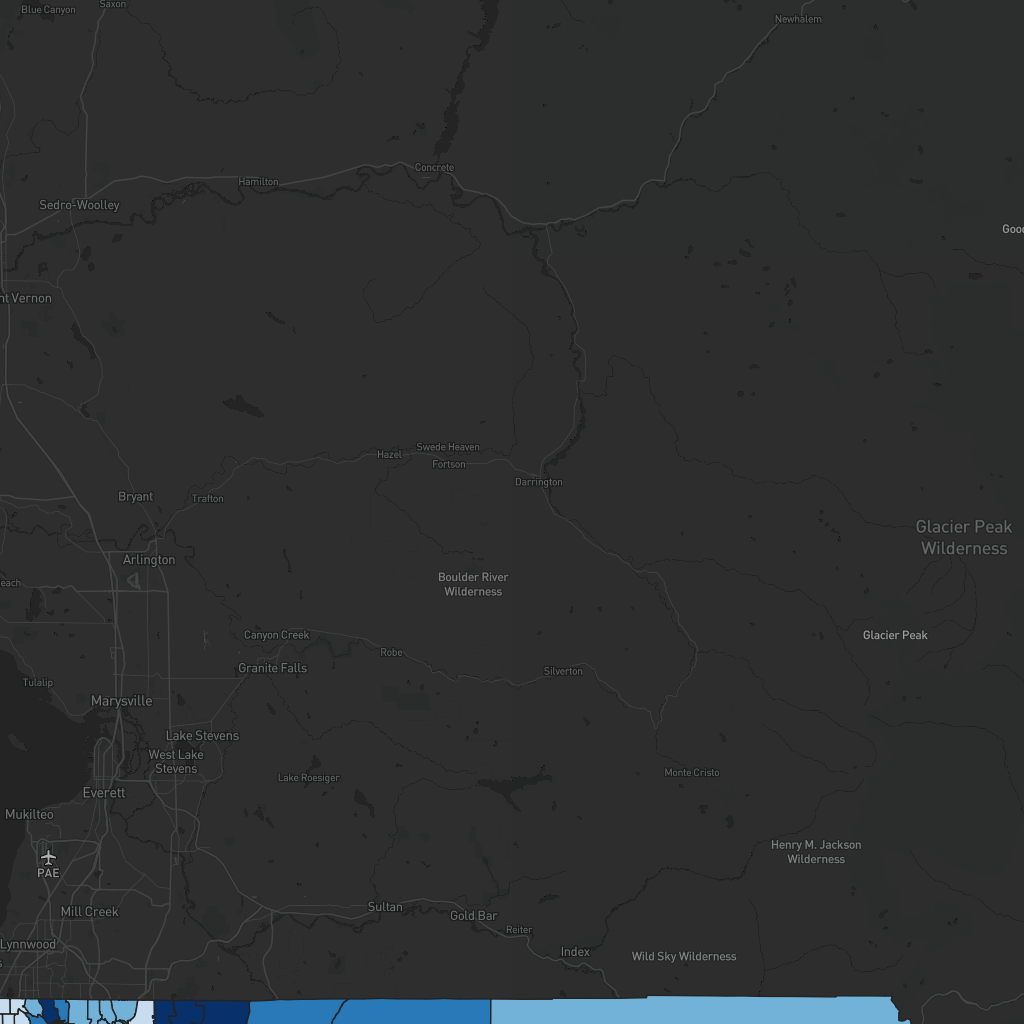 Saxon
Blue Canyon
Newhalem
Concrete
Hamilton
Sedro-Woolley
Good
nt Vernon
Swede Heaven
Hazel
Fortson
Darrington
Bryant
Trafton
Glacier Peak
Wilderness
Arlington
each
Boulder River
Wilderness
Canyon Creek
Glacier Peak
Robe
Granite Falls
Silverton
Tulalip
Marysville
Lake Stevens
West Lake
Stevens
Lake Roesiger
Monte Cristo
Everett
Mukilteo
Henry M. Jackson
Wilderness
PAE
Sultan
Mill Creek
Gold Bar
Reiter
Lynnwood
Index
Wild Sky Wilderness
s